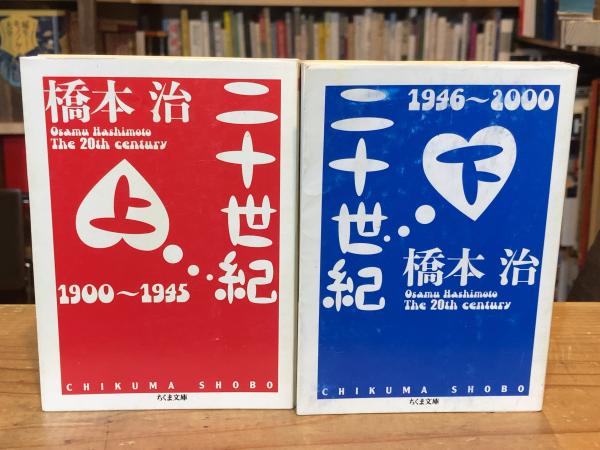 橋本 治
Osamu Hashimoto
The 20th century
二十世紀
上
1900〜1945
CHIKUMA SHOBO
ちくま文庫
1946〜2000
二十世紀
下
橋本 治
Osamu Hashimoto
The 20th century
CHIKUMA SHOBO
ちくま文庫